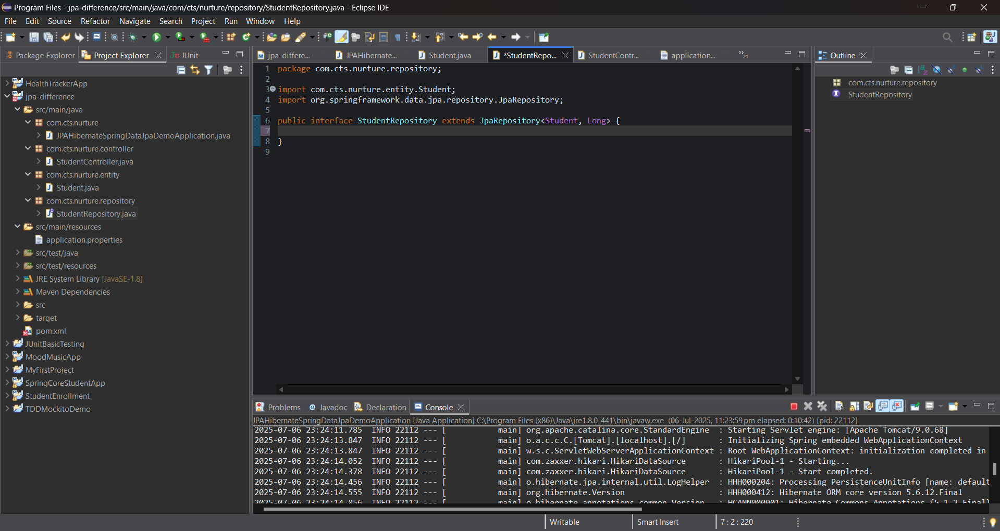 Program Files - jpa-difference/src/main/java/com/cts/nurture/repository/StudentRepository.java - Eclipse IDE
File Edit Source Refactor Navigate Search Project Run Window Help
Package Explorer
Project Explorer
JUnit
HealthTrackerApp
jpa-difference
src/main/java
com.cts.nurture
JPAHibernateSpringDataJpaDemoApplication.java
com.cts.nurture.controller
StudentController.java
com.cts.nurture.entity
Student.java
com.cts.nurture.repository
StudentRepository.java
src/main/resources
application.properties
src/test/java
src/test/resources
JRE System Library [JavaSE-1.8]
Maven Dependencies
src
target
pom.xml
JUnitBasicTesting
MoodMusicApp
MyFirstProject
SpringCoreStudentApp
StudentEnrollment
TDDMockitoDemo
jpa-differe...
JPAHibernate...
Student.java
*StudentRepo...
StudentContr...
application...
»21
1 package com.cts.nurture.repository;
2
3 import com.cts.nurture.entity.Student;
4 import org.springframework.data.jpa.repository.JpaRepository;
5
6 public interface StudentRepository extends JpaRepository<Student, Long> {
7
8 }
9
Outline
com.cts.nurture.repository
StudentRepository
Problems
@ Javadoc
Declaration
Console
JPAHibernateSpringDataJpaDemoApplication [Java Application] C:\Program Files (x86)\Java\jre1.8.0_441\bin\javaw.exe (06-Jul-2025, 11:23:59 pm elapsed: 0:10:42) [pid: 22112]
2025-07-06 23:24:11.785 INFO 22112 --- [ main] org.apache.catalina.core.StandardEngine : Starting Servlet engine: [Apache Tomcat/9.0.68]
2025-07-06 23:24:13.847 INFO 22112 --- [ main] o.a.c.c.C.[Tomcat].[localhost].[/] : Initializing Spring embedded WebApplicationContext
2025-07-06 23:24:13.847 INFO 22112 --- [ main] w.s.c.ServletWebServerApplicationContext : Root WebApplicationContext: initialization completed in
2025-07-06 23:24:14.052 INFO 22112 --- [ main] com.zaxxer.hikari.HikariDataSource : HikariPool-1 - Starting...
2025-07-06 23:24:14.378 INFO 22112 --- [ main] com.zaxxer.hikari.HikariDataSource : HikariPool-1 - Start completed.
2025-07-06 23:24:14.456 INFO 22112 --- [ main] o.hibernate.jpa.internal.util.LogHelper : HHH000204: Processing PersistenceUnitInfo [name: default
2025-07-06 23:24:14.555 INFO 22112 --- [ main] org.hibernate.Version : HHH000412: Hibernate ORM core version 5.6.12.Final
2025-07-06 23:24:14.856 INFO 22112 --- [ main] o.hibernate.annotations.common.Version : HCANN000001: Hibernate Commons Annotations {5.1.2.Final}
Writable
Smart Insert
7 : 2 : 220